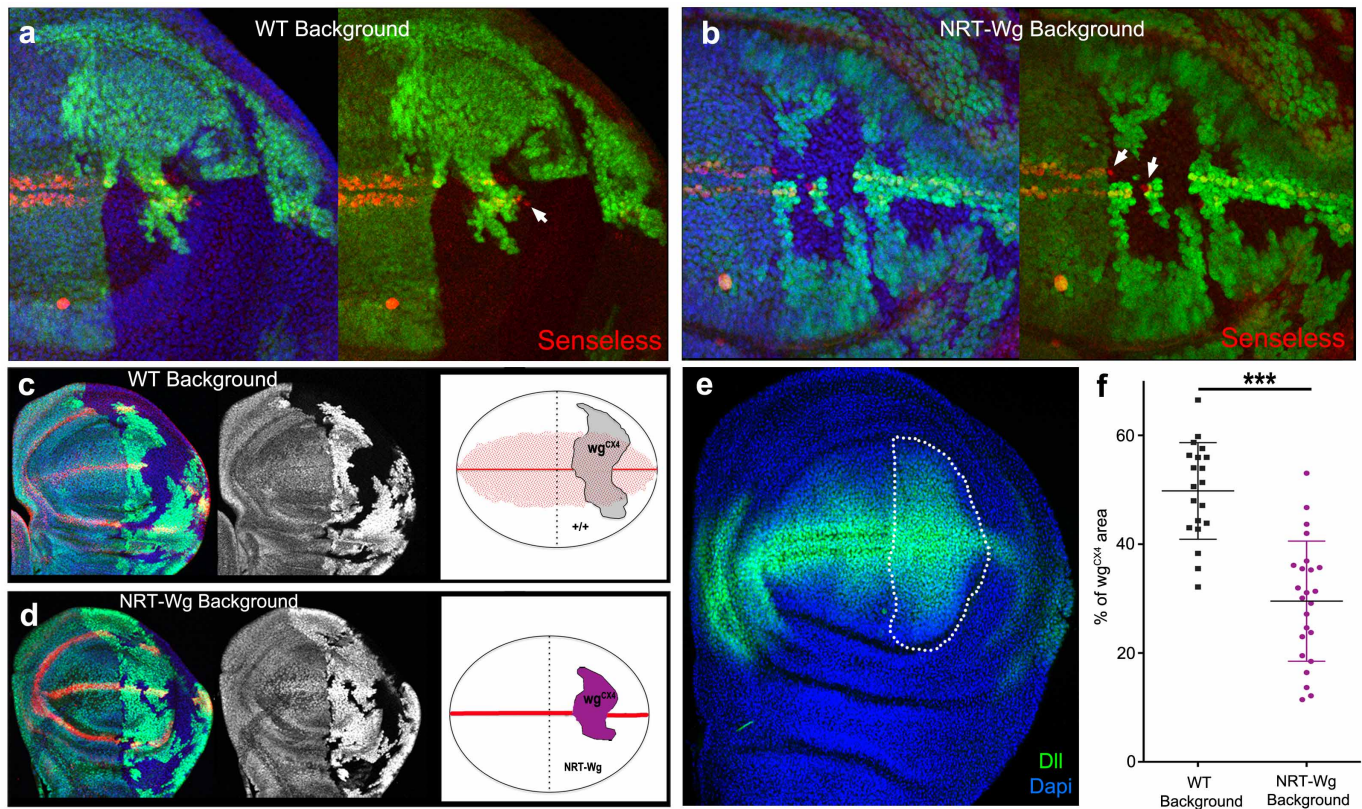 a
WT Background
Senseless
b
NRT-Wg Background
Senseless
c
WT Background
wgCX4
+/+
d
NRT-Wg Background
wgCX4
NRT-Wg
e
Dll
Dapi
f
***
% of wgCX4 area
60
40
20
0
WT
Background
NRT-Wg
Background